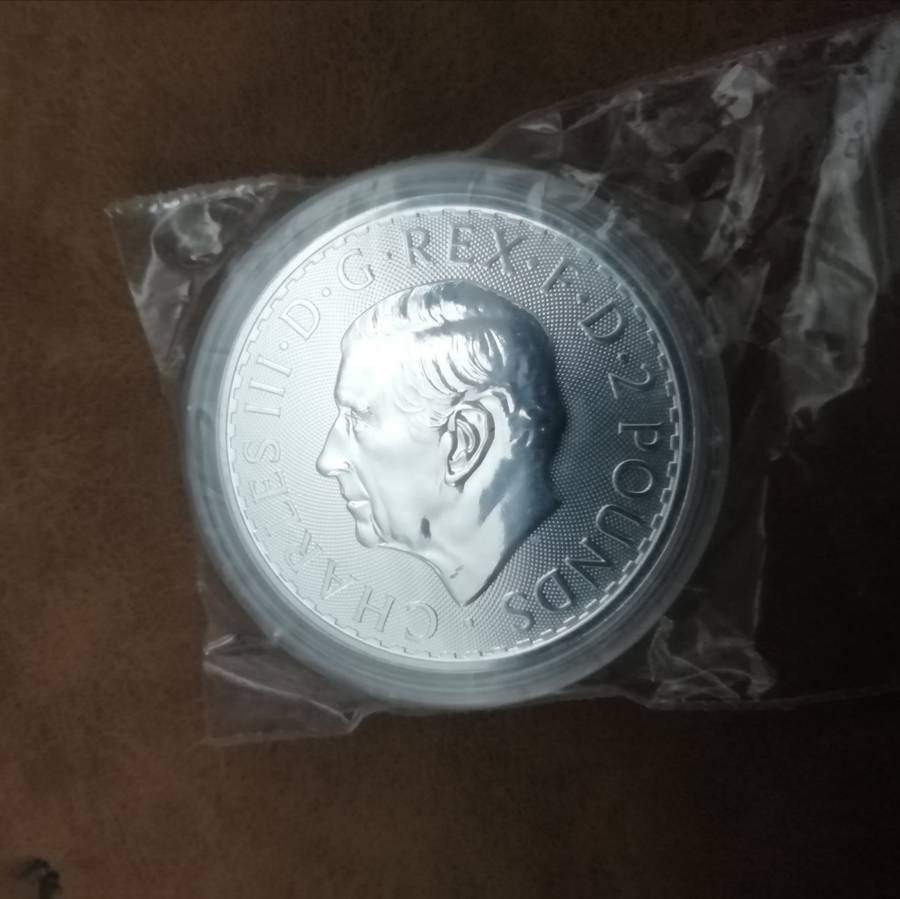 CHARLES III · D · G · REX · F · D · 2 POUNDS ·